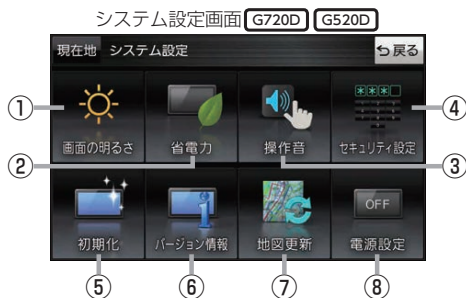 システム設定画面 G720D G520D
現在地 システム設定 戻る
① ④
***
画面の明るさ 省電力 操作音 セキュリティ設定
② ③
OFF
初期化 バージョン情報 地図更新 電源設定
⑤ ⑥ ⑦ ⑧